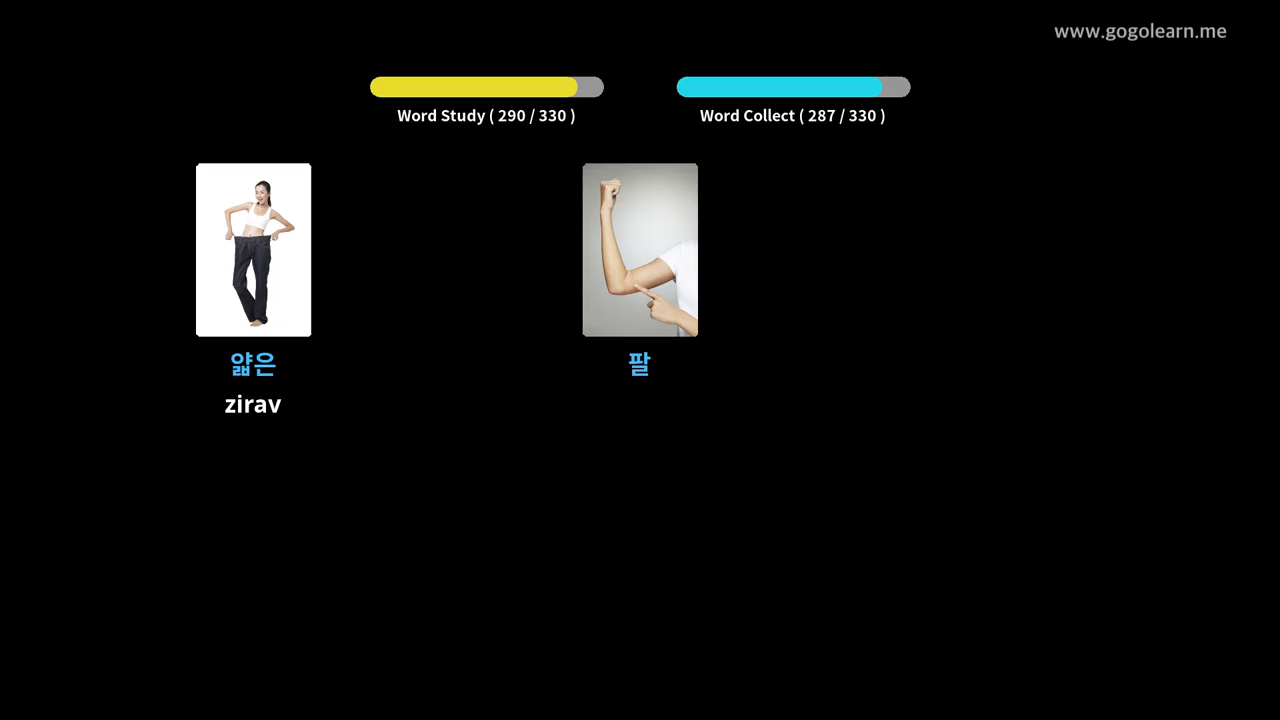 www.gogolearn.me
Word Study ( 290 / 330 )
Word Collect ( 287 / 330 )
얇은
zirav
팔